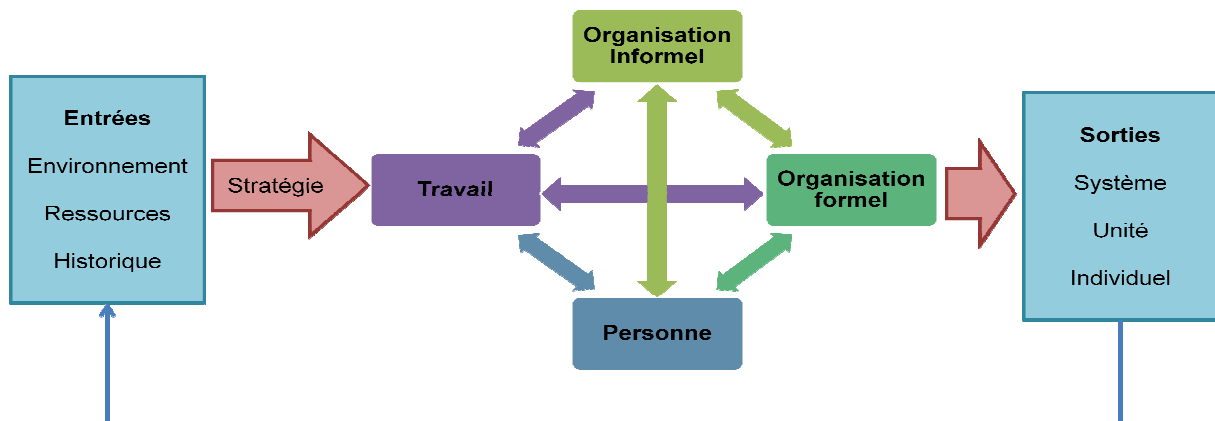 Entrées
Environnement
Ressources
Historique
Stratégie
Travail
Organisation
Informel
Personne
Organisation
formel
Sorties
Système
Unité
Individuel